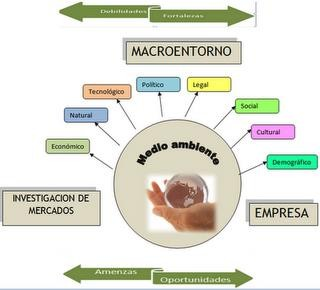 Debilidades
Fortalezas
MACROENTORNO
Político
Legal
Tecnológico
Social
Natural
Cultural
Económico
Medio ambiente
Demográfico
INVESTIGACION DE
MERCADOS
EMPRESA
Amenzas
Oportunidades